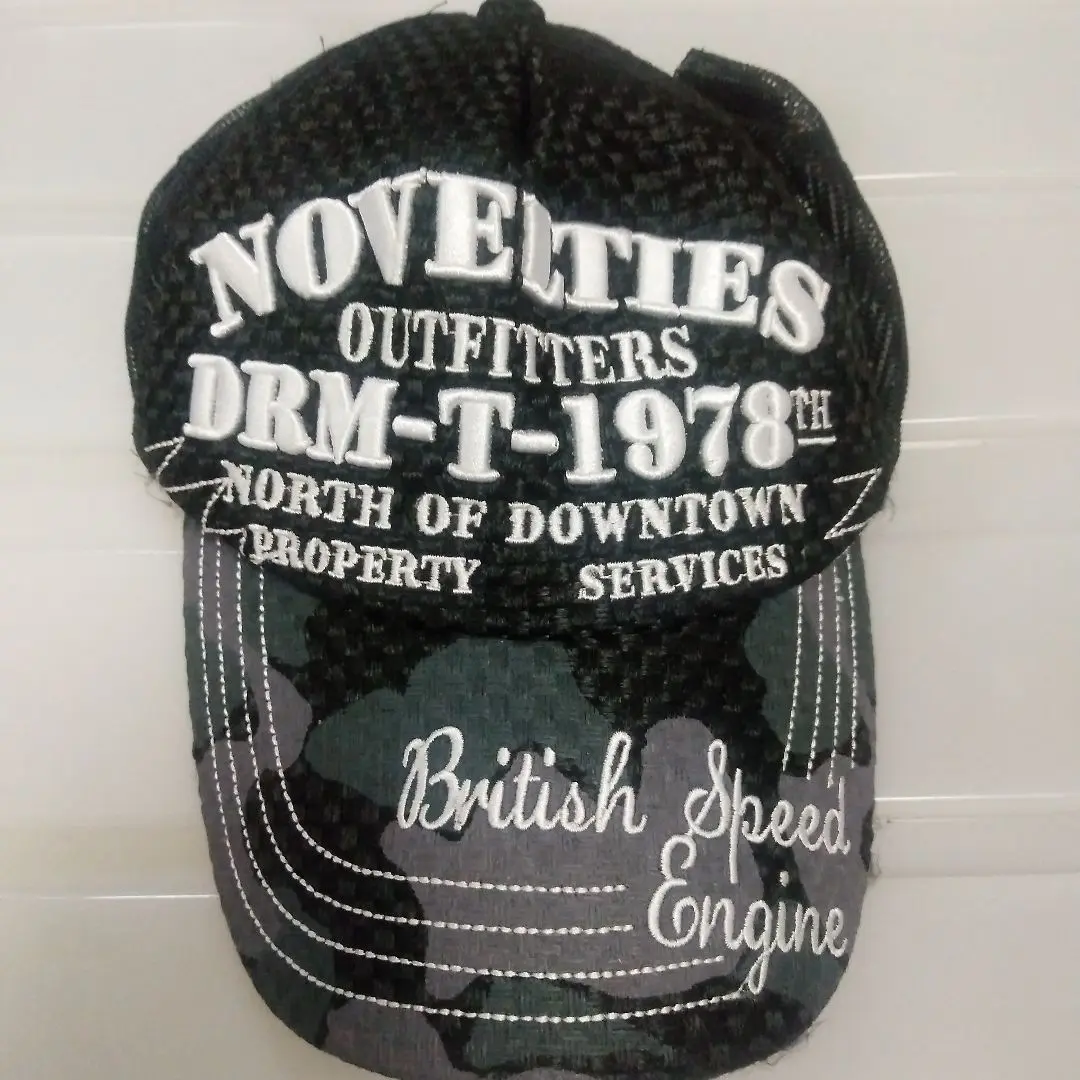 NOVELTIES
OUTFITTERS
DRM-T-1978TH
NORTH OF DOWNTOWN
PROPERTY SERVICES
British Speed
Engine